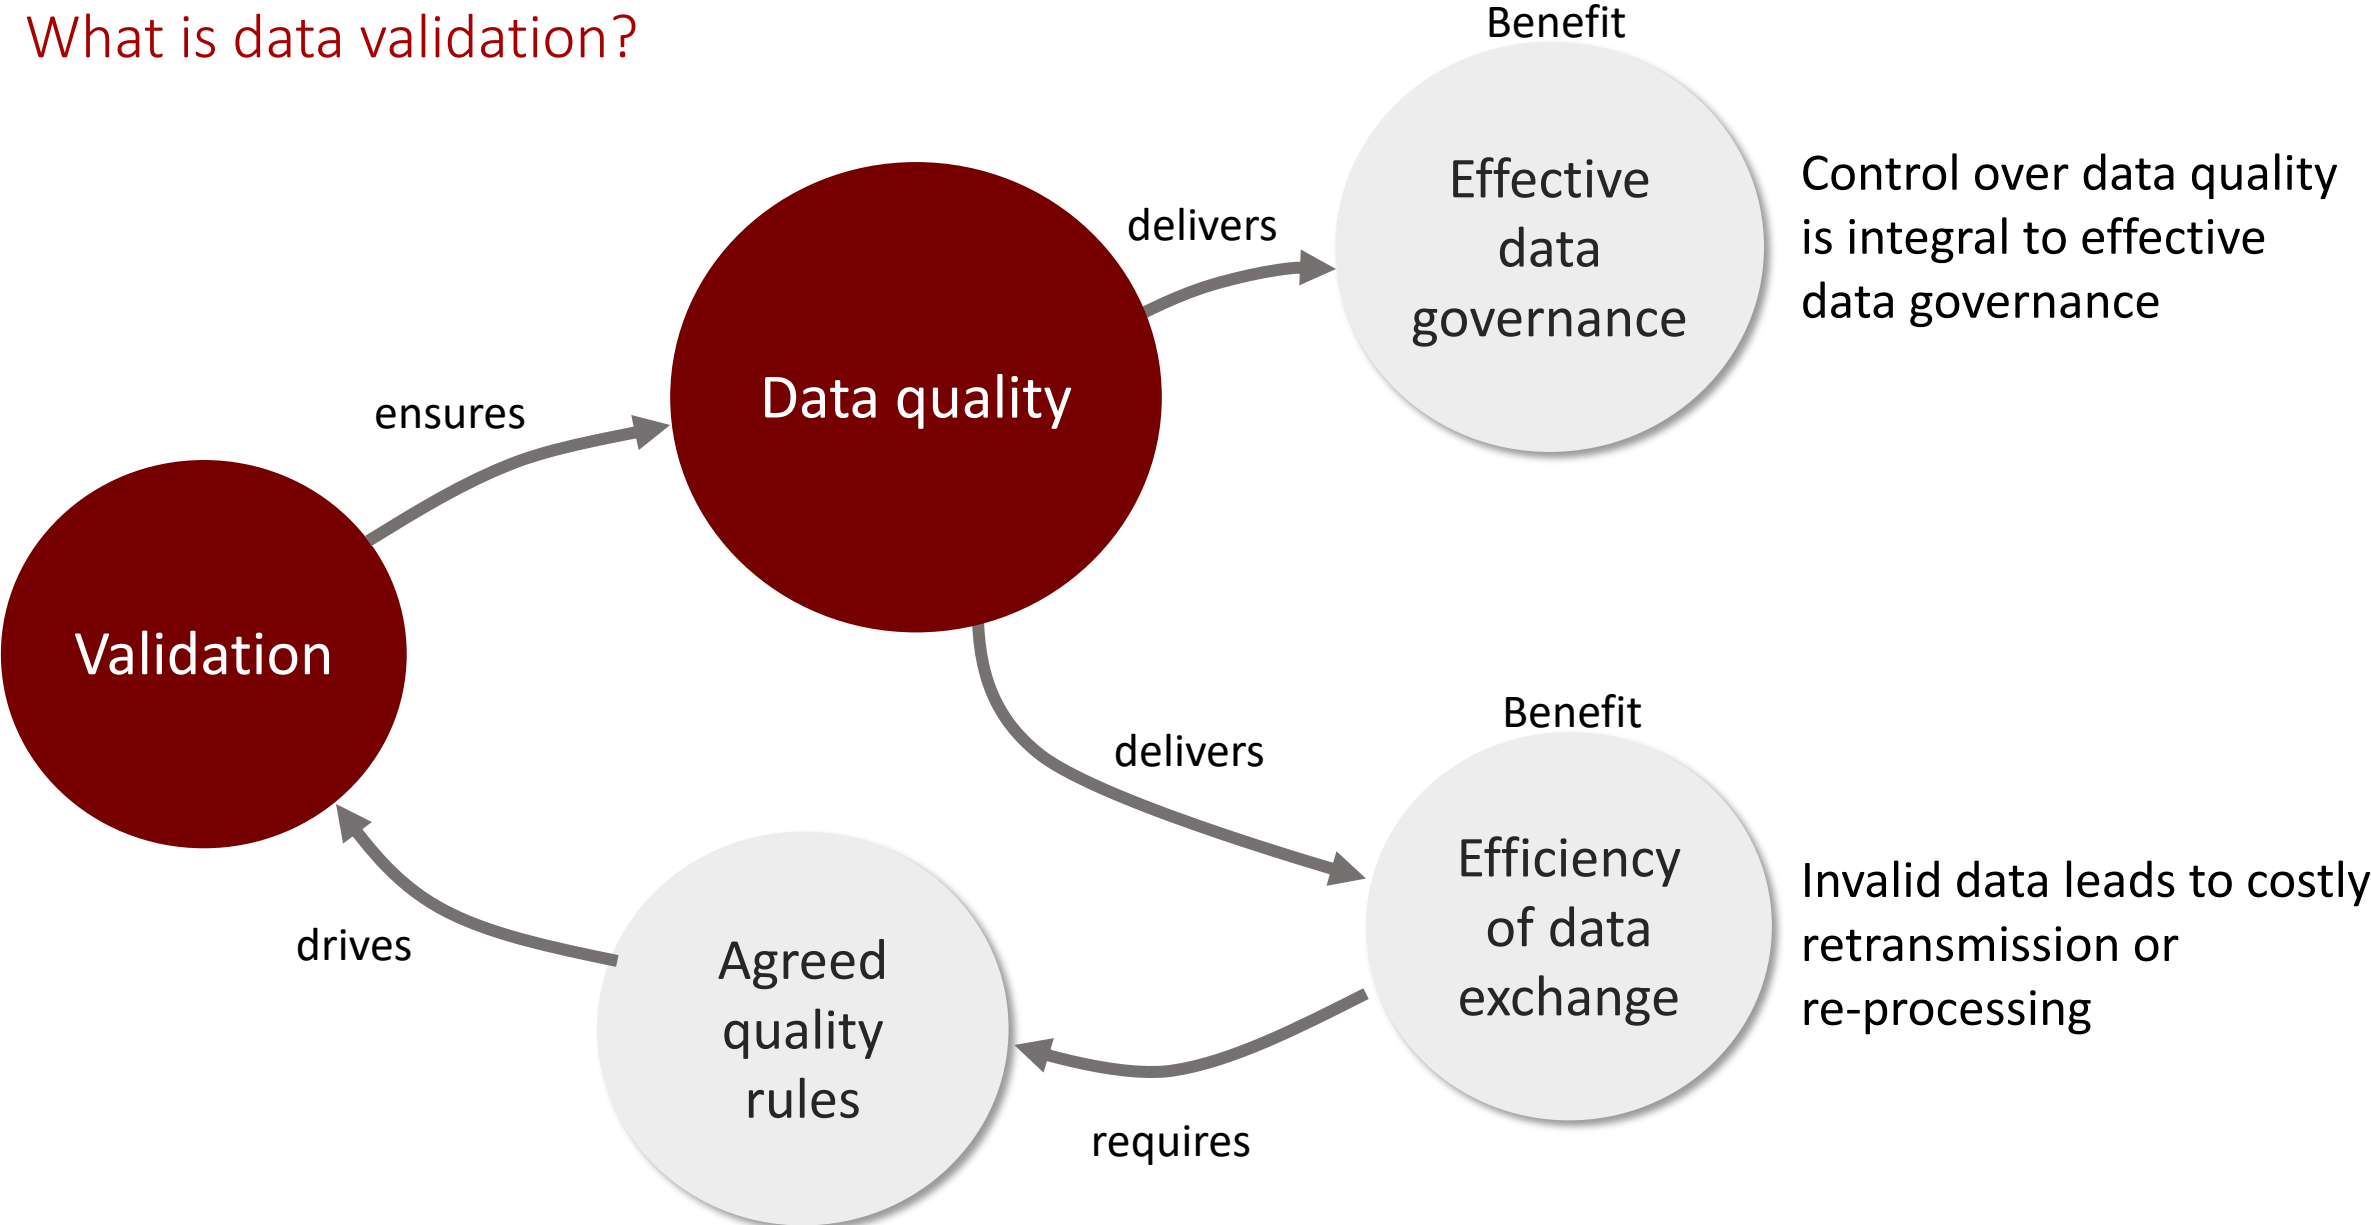 What is data validation?
Benefit
Effective
data
governance
Control over data quality
is integral to effective
data governance
delivers
Data quality
ensures
Validation
Benefit
delivers
Efficiency
of data
exchange
Invalid data leads to costly
retransmission or
re-processing
drives
Agreed
quality
rules
requires